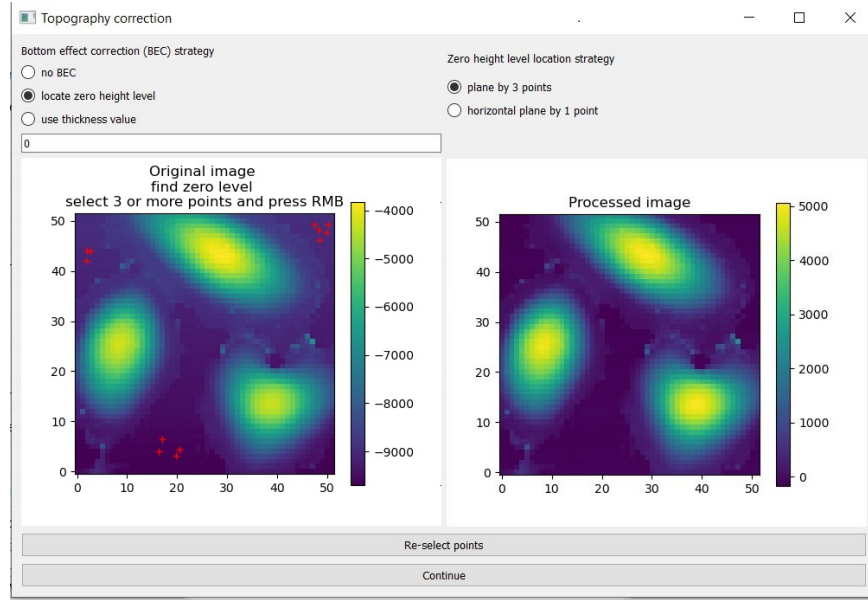 Topography correction
Bottom effect correction (BEC) strategy
no BEC
locate zero height level
use thickness value
0
Zero height level location strategy
plane by 3 points
horizontal plane by 1 point
Original image
find zero level
select 3 or more points and press RMB
50
40
30
20
10
0
0 10 20 30 40 50
−4000
−5000
−6000
−7000
−8000
−9000
Processed image
50
40
30
20
10
0
0 10 20 30 40 50
5000
4000
3000
2000
1000
0
Re-select points
Continue